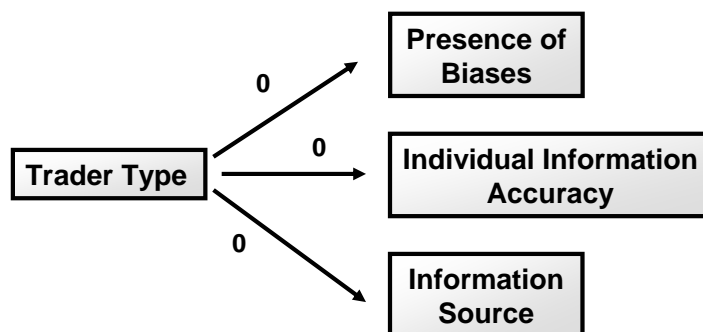 Presence of
Biases
0
0
Individual Information
Accuracy
Trader Type
0
Information
Source